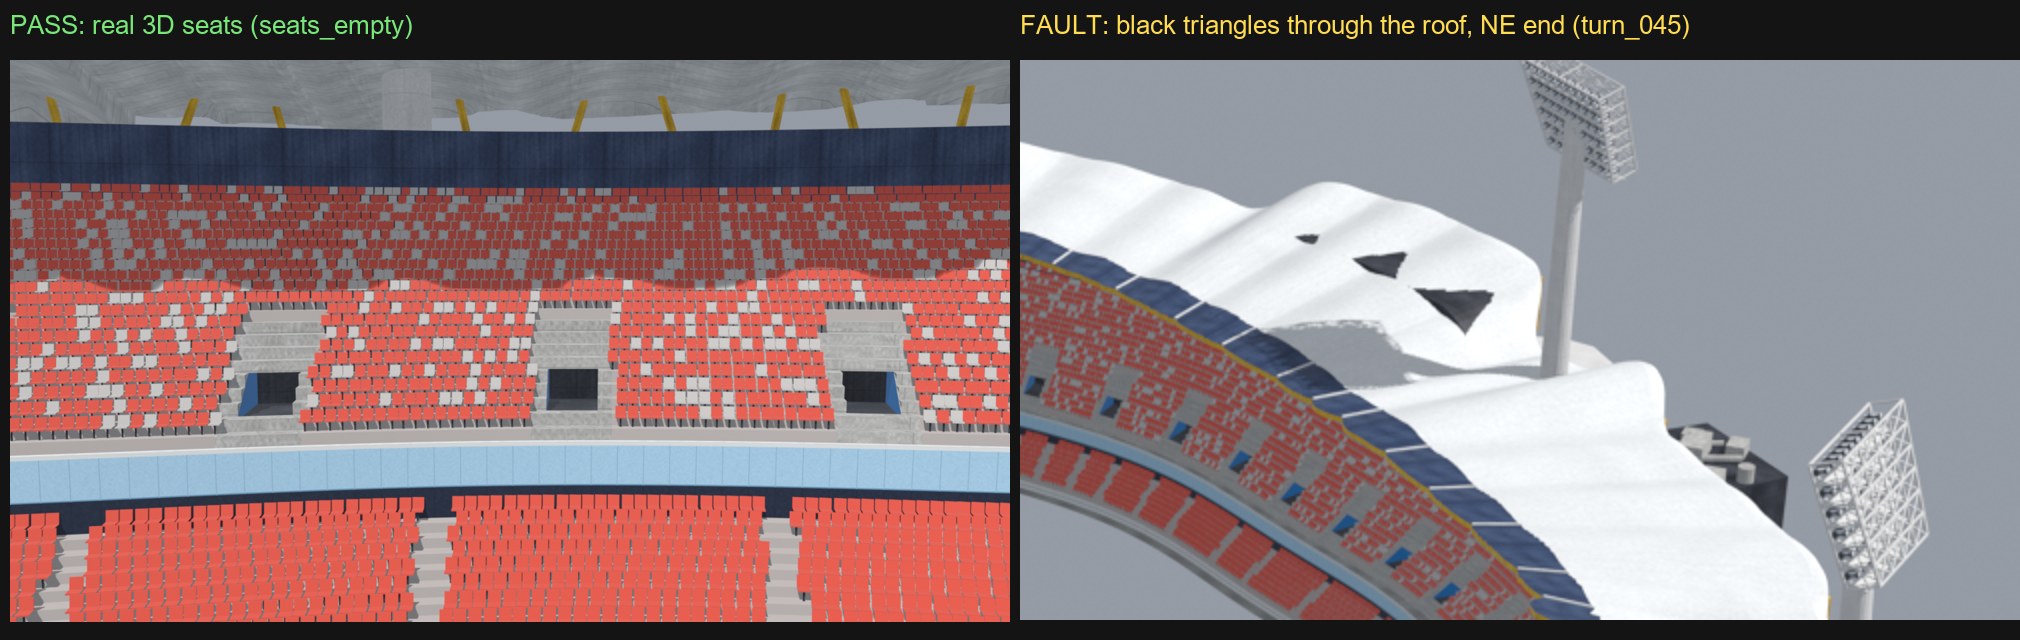 PASS: real 3D seats (seats_empty)
FAULT: black triangles through the roof, NE end (turn_045)